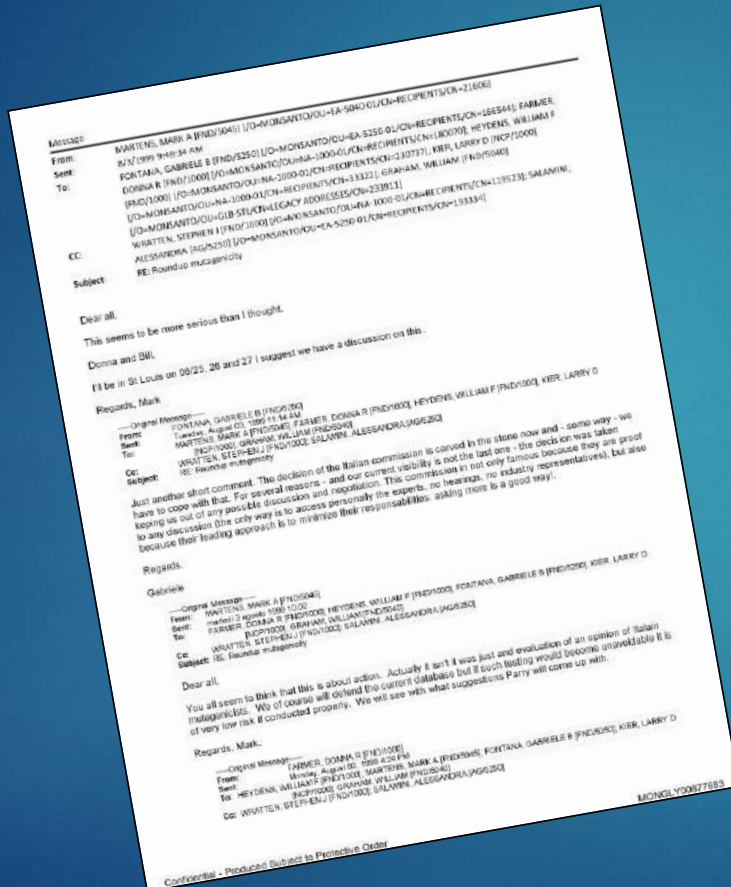 Message
From: MARTENS, MARK A [FND/5045] [/O=MONSANTO/OU=EA-5040-01/CN=RECIPIENTS/CN=21606]
Sent: 8/3/1999 9:48:34 AM
To: FONTANA, GABRIELE B [FND/5250] [/O=MONSANTO/OU=EA-5250-01/CN=RECIPIENTS/CN=186544]; FARMER,
DONNA R [FND/1000] [/O=MONSANTO/OU=NA-1000-01/CN=RECIPIENTS/CN=180070]; HEYDENS, WILLIAM F
[FND/1000] [/O=MONSANTO/OU=NA-1000-01/CN=RECIPIENTS/CN=230737]; KIER, LARRY D [NCP/1000]
[/O=MONSANTO/OU=NA-1000-01/CN=RECIPIENTS/CN=33322]; GRAHAM, WILLIAM [FND/5040]
[/O=MONSANTO/OU=GLB-STL/CN=LEGACY ADDRESSES/CN=233911]
CC: WRATTEN, STEPHEN J [FND/1000] [/O=MONSANTO/OU=NA-1000-01/CN=RECIPIENTS/CN=119523]; SALAMINI,
ALESSANDRA [AG/5250] [/O=MONSANTO/OU=EA-5250-01/CN=RECIPIENTS/CN=193334]
Subject: RE: Roundup mutagenicity
Dear all,
This seems to be more serious than I thought.
Donna and Bill,
I'll be in St Louis on 08/25, 26 and 27 I suggest we have a discussion on this.
Regards, Mark
-----Original Message-----
From: FONTANA, GABRIELE B [FND/5250]
Sent: Tuesday, August 03, 1999 11:14 AM
To: MARTENS, MARK A [FND/5045]; FARMER, DONNA R [FND/1000]; HEYDENS, WILLIAM F [FND/1000]; KIER, LARRY D
[NCP/1000]; GRAHAM, WILLIAM [FND/5040]
Cc: WRATTEN, STEPHEN J [FND/1000]; SALAMINI, ALESSANDRA [AG/5250]
Subject: RE: Roundup mutagenicity
Just another short comment. The decision of the Italian commission is carved in the stone now and - some way - we
have to cope with that. For several reasons - and our current visibility is not the last one - the decision was taken
keping us out of any possible discussion and negotiation. This commission in not only famous because they are proof
to any discussion (the only way is to access personally the experts, no hearings, no industry representatives), but also
because their leading approach is to minimize their responsabilities: asking more is a good way!.
Regards.
Gabriele
-----Original Message-----
From: MARTENS, MARK A [FND/5045]
Sent: martedì 3 agosto 1999 10.00
To: FARMER, DONNA R [FND/1000]; HEYDENS, WILLIAM F [FND/1000]; FONTANA, GABRIELE B [FND/5250]; KIER, LARRY D
[NCP/1000]; GRAHAM, WILLIAM [FND/5040]
Cc: WRATTEN, STEPHEN J [FND/1000]; SALAMINI, ALESSANDRA [AG/5250]
Subject: RE: Roundup mutagenicity
Dear all,
You all seem to think that this is about action. Actually it isn't it was just and evaluation of an opinion of Italain
mutagenicists. We of course will defend the current database but if such testing would become unavoidable it is
of very low risk if conducted properly. We will see with what suggestions Parry will come up with.
Regards, Mark.
-----Original Message-----
From: FARMER, DONNA R [FND/1000]
Sent: Monday, August 02, 1999 4:24 PM
To: HEYDENS, WILLIAM F [FND/1000]; MARTENS, MARK A [FND/5045]; FONTANA, GABRIELE B [FND/5250]; KIER, LARRY D
[NCP/1000]; GRAHAM, WILLIAM [FND/5040]
Cc: WRATTEN, STEPHEN J [FND/1000]; SALAMINI, ALESSANDRA [AG/5250]
Confidential - Produced Subject to Protective Order
MONGLY00877683